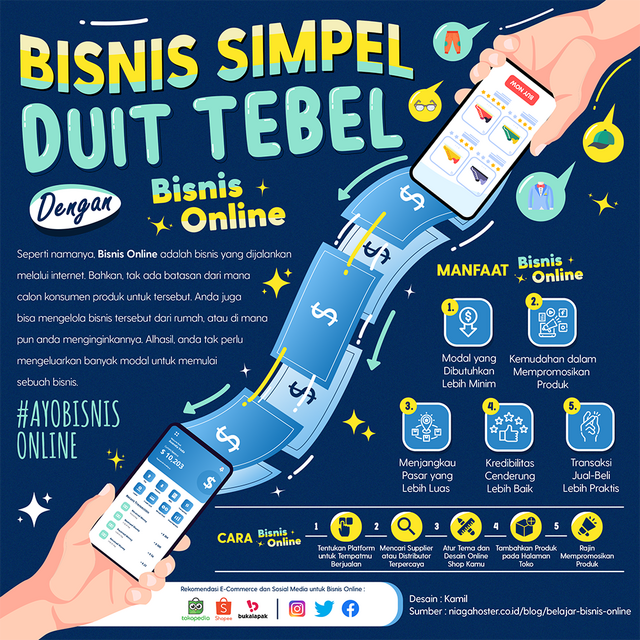 BISNIS SIMPEL
DUIT TEBEL
Dengan
Bisnis
Online
Seperti namanya, Bisnis Online adalah bisnis yang dijalankan
melalui internet. Bahkan, tak ada batasan dari mana
calon konsumen produk untuk tersebut. Anda juga
bisa mengelola bisnis tersebut dari rumah, atau di mana
pun anda menginginkannya. Alhasil, anda tak perlu
mengeluarkan banyak modal untuk memulai
sebuah bisnis.
#AYOBISNIS
ONLINE
BUY NOW
$ 10,203
MANFAAT Bisnis
Online
1.
Modal yang
Dibutuhkan
Lebih Minim
2.
Kemudahan dalam
Mempromosikan
Produk
3.
Menjangkau
Pasar yang
Lebih Luas
4.
Kredibilitas
Cenderung
Lebih Baik
5.
Transaksi
Jual-Beli
Lebih Praktis
CARA Bisnis
Online
1
Tentukan Platform
untuk Tempatmu
Berjualan
2
Mencari Supplier
atau Distributor
Terpercaya
3
Atur Tema dan
Desain Online
Shop Kamu
4
Tambahkan Produk
pada Halaman
Toko
5
Rajin
Mempromosikan
Produk
Rekomendasi E-Commerce dan Sosial Media untuk Bisnis Online :
tokopedia
Shopee
bukalapak
Desain : Kamil
Sumber : niagahoster.co.id/blog/belajar-bisnis-online